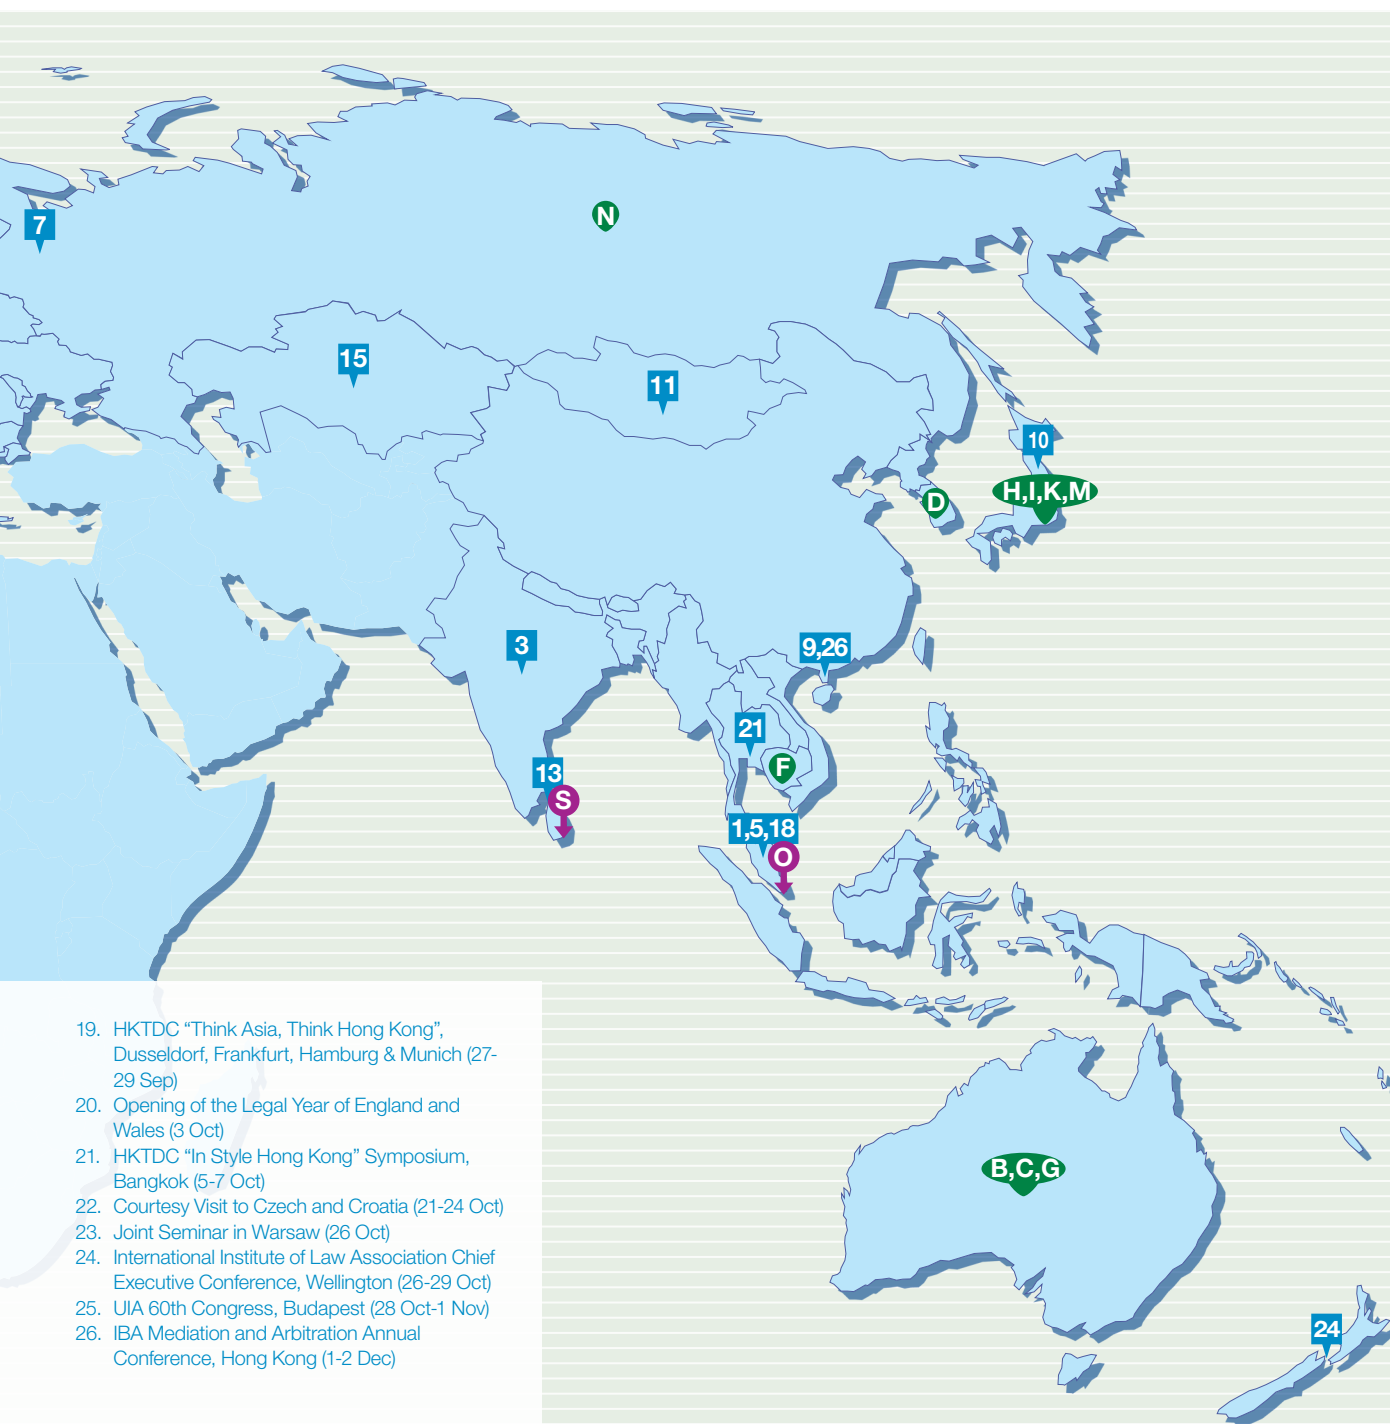 N
7
15
11
10
H,I,K,M
D
3
9,26
21
F
13
S
1,5,18
O
B,C,G
24
19. HKTDC “Think Asia, Think Hong Kong”,
Dusseldorf, Frankfurt, Hamburg & Munich (27-
29 Sep)
20. Opening of the Legal Year of England and
Wales (3 Oct)
21. HKTDC “In Style Hong Kong” Symposium,
Bangkok (5-7 Oct)
22. Courtesy Visit to Czech and Croatia (21-24 Oct)
23. Joint Seminar in Warsaw (26 Oct)
24. International Institute of Law Association Chief
Executive Conference, Wellington (26-29 Oct)
25. UIA 60th Congress, Budapest (28 Oct-1 Nov)
26. IBA Mediation and Arbitration Annual
Conference, Hong Kong (1-2 Dec)